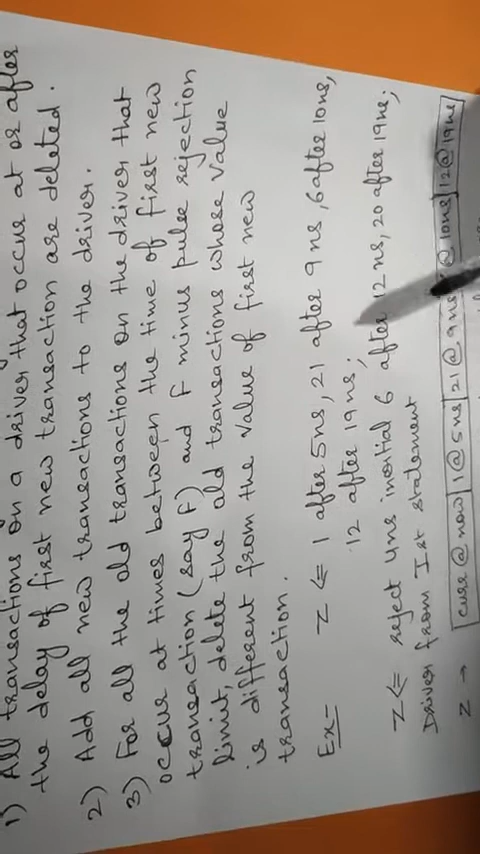 1) All transactions on a driver that occur at or after
the delay of first new transaction are deleted.
2) Add all new transactions to the driver.
3) For all the old transactions on the driver that
occur at times between the time of first new
transaction (say F) and F minus pulse rejection
limit, delete the old transactions whose value
is different from the value of first new
transaction.
Ex- Z <= 1 after 5ns, 21 after 9 ns, 6 after 10ns,
12 after 19ns;
Z <= reject 4ns inertial 6 after 12 ns, 20 after 19ns;
Driver from Ist statement
Z → curr @ now 1 @ 5ns 21 @ 9ns @ 10ns 12 @ 19ns